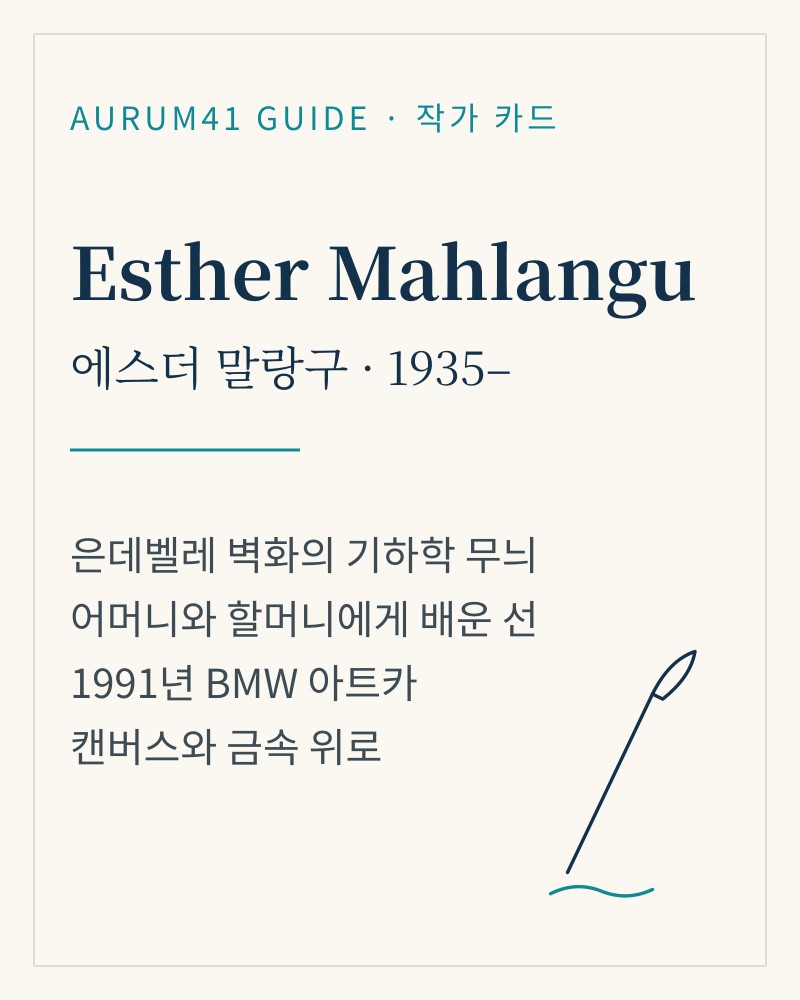 AURUM41 GUIDE · 작가 카드
Esther Mahlangu
에스더 말랑구 · 1935–
은데벨레 벽화의 기하학 무늬
어머니와 할머니에게 배운 선
1991년 BMW 아트카
캔버스와 금속 위로